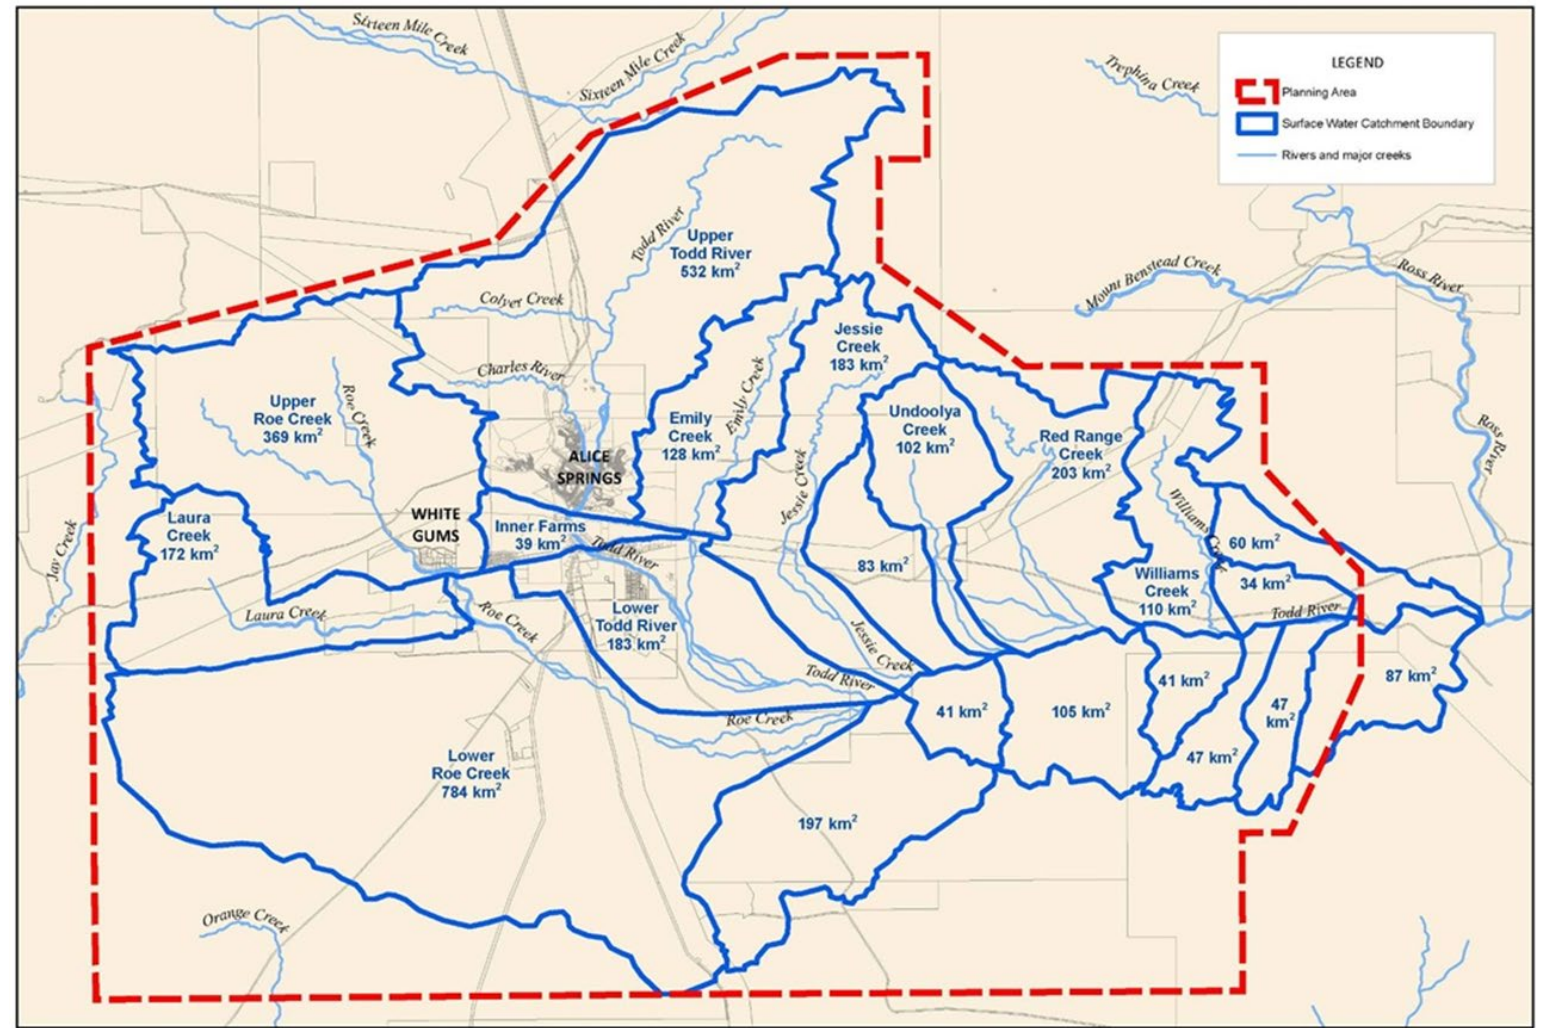 Sixteen Mile Creek
Sixteen Mile Creek
Trephina Creek
LEGEND
Planning Area
Surface Water Catchment Boundary
Rivers and major creeks
Todd River
Upper
Todd River
532 km²
Mount Benstead Creek
Ross River
Ross River
Colyer Creek
Charles River
Jessie
Creek
183 km²
Emily Creek
Upper
Roe Creek
369 km²
Roe Creek
Emily
Creek
128 km²
Undoolya
Creek
102 km²
Red Range
Creek
203 km²
ALICE
SPRINGS
Jessie Creek
Williams Creek
Laura
Creek
172 km²
WHITE
GUMS
Inner Farms
39 km²
Todd River
Jay Creek
83 km²
60 km²
34 km²
Williams
Creek
110 km²
Todd River
Laura Creek
Roe Creek
Lower
Todd River
183 km²
Jessie Creek
Todd River
Roe Creek
41 km²
105 km²
41 km²
47
km²
87 km²
47 km²
Lower
Roe Creek
784 km²
197 km²
Orange Creek